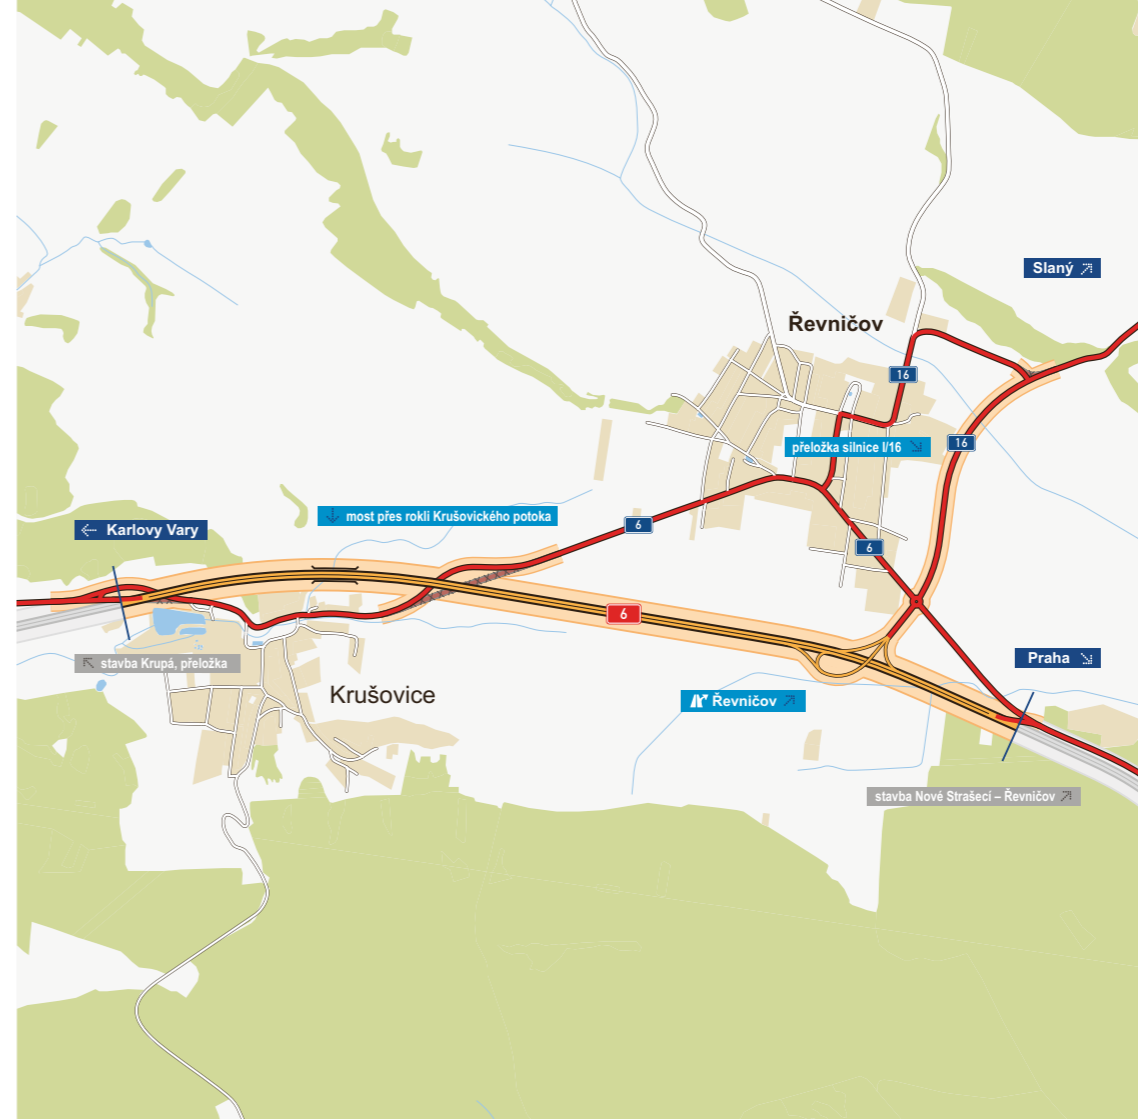 Slaný
Řevničov
16
16
přeložka silnice I/16
most přes rokli Krušovického potoka
6
Karlovy Vary
6
6
stavba Krupá, přeložka
Praha
Krušovice
Řevničov
stavba Nové Strašecí – Řevničov